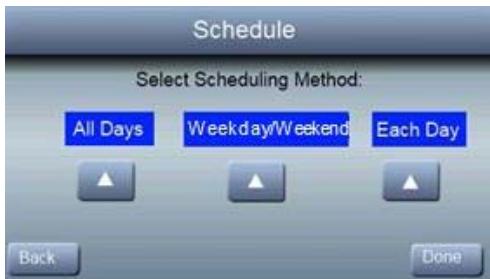 Schedule
Select Scheduling Method:
All Days Weekday/Weekend Each Day
Back Done